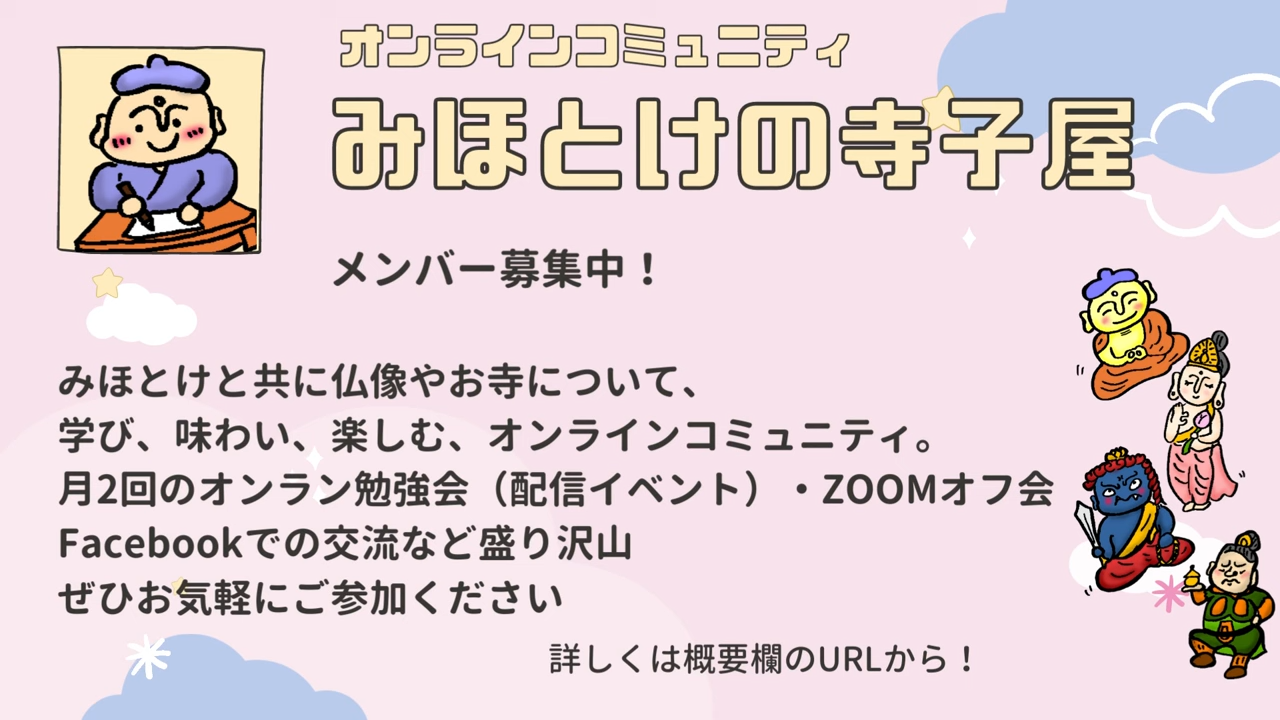 オンラインコミュニティ
みほとけの寺子屋
メンバー募集中！
みほとけと共に仏像やお寺について、
学び、味わい、楽しむ、オンラインコミュニティ。
月2回のオンラン勉強会（配信イベント）・ZOOMオフ会
Facebookでの交流など盛り沢山
ぜひお気軽にご参加ください
詳しくは概要欄のURLから！